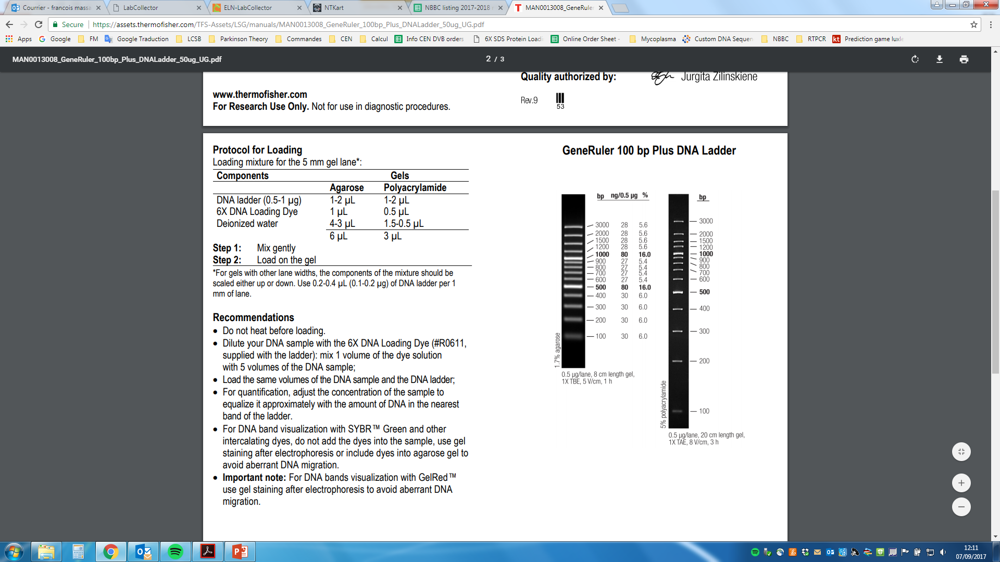 Courrier - francois massa
LabCollector
ELN-LabCollector
NTKart
NBBC listing 2017-2018
MAN0013008_GeneRuler
Secure | https://assets.thermofisher.com/TFS-Assets/LSG/manuals/MAN0013008_GeneRuler_100bp_Plus_DNALadder_50ug_UG.pdf
Apps Google FM Google Traduction LCSB Parkinson Theory Commandes CEN Calcul Info CEN DVB orders 6X SDS Protein Loadi Online Order Sheet - Mycoplasma Custom DNA Sequen NBBC RTPCR kt Prediction game luxle
MAN0013008_GeneRuler_100bp_Plus_DNALadder_50ug_UG.pdf 2 / 3
Quality authorized by: Jurgita Zilinskiene
www.thermofisher.com
For Research Use Only. Not for use in diagnostic procedures.
Rev.9
53
Protocol for Loading
Loading mixture for the 5 mm gel lane*:
Components Gels
Agarose Polyacrylamide
DNA ladder (0.5-1 µg) 1-2 µL 1-2 µL
6X DNA Loading Dye 1 µL 0.5 µL
Deionized water 4-3 µL 1.5-0.5 µL
6 µL 3 µL
Step 1: Mix gently
Step 2: Load on the gel
*For gels with other lane widths, the components of the mixture should be
scaled either up or down. Use 0.2-0.4 µL (0.1-0.2 µg) of DNA ladder per 1
mm of lane.
Recommendations
• Do not heat before loading.
• Dilute your DNA sample with the 6X DNA Loading Dye (#R0611,
supplied with the ladder): mix 1 volume of the dye solution
with 5 volumes of the DNA sample;
• Load the same volumes of the DNA sample and the DNA ladder;
• For quantification, adjust the concentration of the sample to
equalize it approximately with the amount of DNA in the nearest
band of the ladder.
• For DNA band visualization with SYBR™ Green and other
intercalating dyes, do not add the dyes into the sample, use gel
staining after electrophoresis or include dyes into agarose gel to
avoid aberrant DNA migration.
• Important note: For DNA bands visualization with GelRed™
use gel staining after electrophoresis to avoid aberrant DNA
migration.
GeneRuler 100 bp Plus DNA Ladder
bp ng/0.5 µg %
3000 28 5.6
2000 28 5.6
1500 28 5.6
1200 28 5.6
1000 80 16.0
900 27 5.4
800 27 5.4
700 27 5.4
600 27 5.4
500 80 16.0
400 30 6.0
300 30 6.0
200 30 6.0
100 30 6.0
1.7% agarose
0.5 µg/lane, 8 cm length gel,
1X TBE, 5 V/cm, 1 h
bp
3000
2000
1500
1200
1000
900
800
700
600
500
400
300
200
100
5% polyacrylamide
0.5 µg/lane, 20 cm length gel,
1X TAE, 8 V/cm, 3 h
12:11
07/09/2017